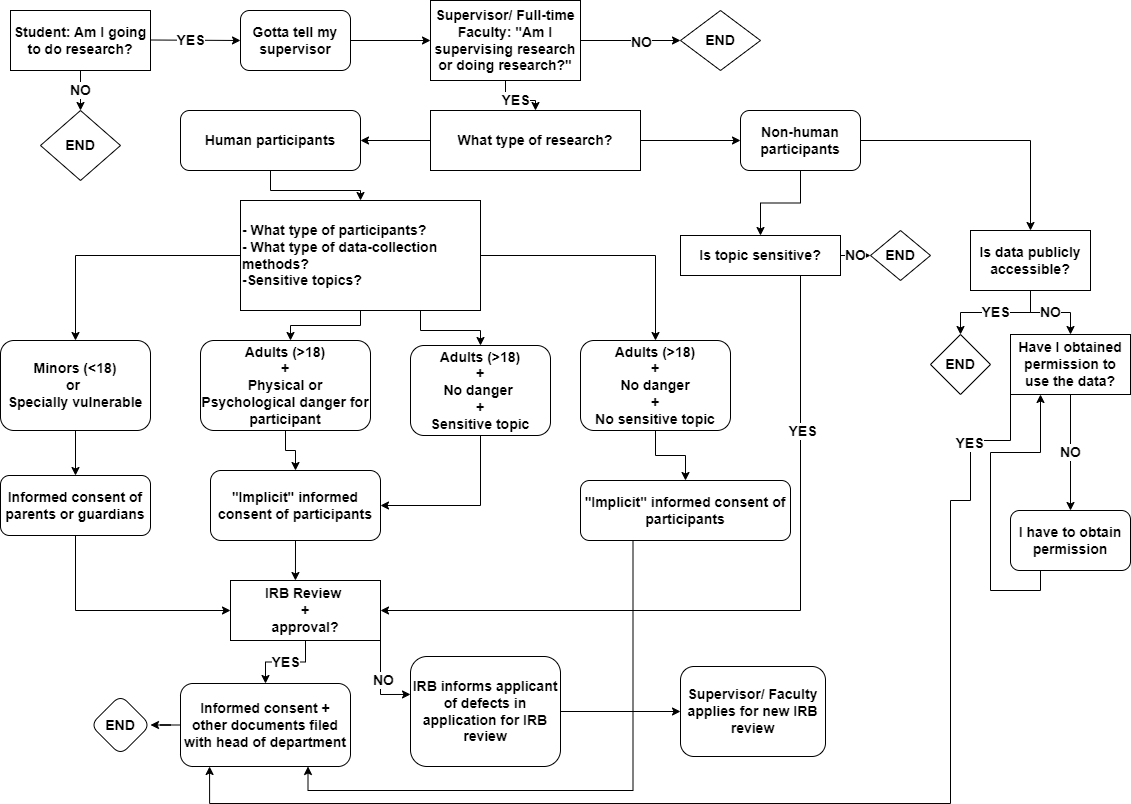 Student: Am I going
to do research?
YES
Gotta tell my
supervisor
Supervisor/ Full-time
Faculty: "Am I
supervising research
or doing research?"
NO
END
NO
END
YES
Human participants
What type of research?
Non-human
participants
- What type of participants?
- What type of data-collection
methods?
-Sensitive topics?
Is topic sensitive?
NO
END
Is data publicly
accessible?
YES
NO
END
Have I obtained
permission to
use the data?
Minors (<18)
or
Specially vulnerable
Adults (>18)
+
Physical or
Psychological danger for
participant
Adults (>18)
+
No danger
+
Sensitive topic
Adults (>18)
+
No danger
+
No sensitive topic
YES
YES
NO
Informed consent of
parents or guardians
"Implicit" informed
consent of participants
"Implicit" informed consent of
participants
I have to obtain
permission
IRB Review
+
approval?
YES
NO
END
Informed consent +
other documents filed
with head of department
IRB informs applicant
of defects in
application for IRB
review
Supervisor/ Faculty
applies for new IRB
review